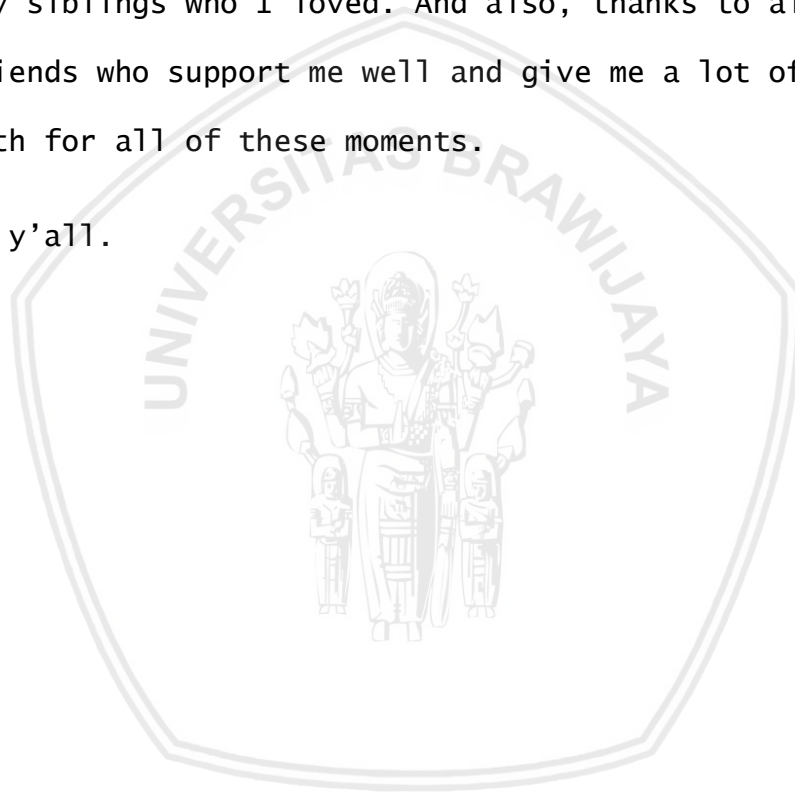 siblings who I loved. And also, thanks to
who support me well and give me a lot of
for all of these moments.
y'all.
UNIVERSITAS BRAWIJAYA